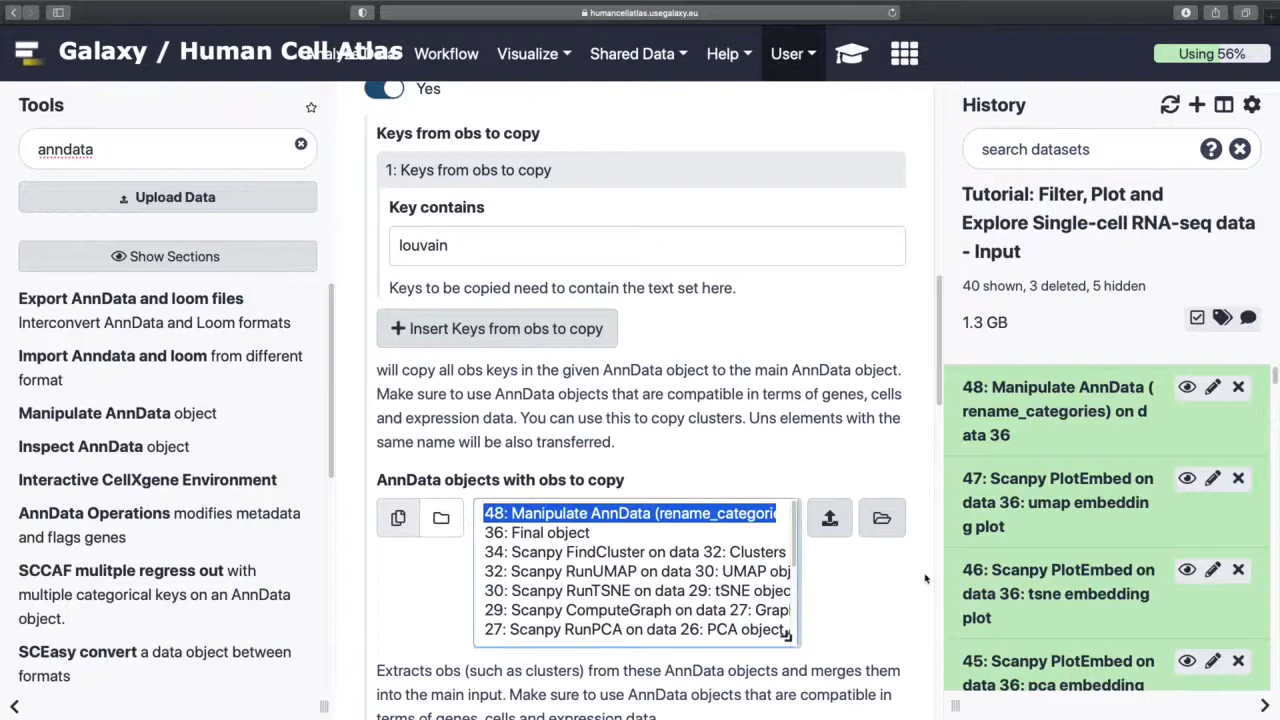 humancellatlas.usegalaxy.eu
Galaxy / Human Cell Atlas
Workflow
Visualize
Shared Data
Help
User
Using 56%
Tools
anndata
Upload Data
Show Sections
Export AnnData and loom files
Interconvert AnnData and Loom formats
Import Anndata and loom from different
format
Manipulate AnnData object
Inspect AnnData object
Interactive CellXgene Environment
AnnData Operations modifies metadata
and flags genes
SCCAF mulitple regress out with
multiple categorical keys on an AnnData
object.
SCEasy convert a data object between
formats
Yes
Keys from obs to copy
1: Keys from obs to copy
Key contains
louvain
Keys to be copied need to contain the text set here.
Insert Keys from obs to copy
will copy all obs keys in the given AnnData object to the main AnnData object.
Make sure to use AnnData objects that are compatible in terms of genes, cells
and expression data. You can use this to copy clusters. Uns elements with the
same name will be also transferred.
AnnData objects with obs to copy
48: Manipulate AnnData (rename_categorie
36: Final object
34: Scanpy FindCluster on data 32: Clusters
32: Scanpy RunUMAP on data 30: UMAP obj
30: Scanpy RunTSNE on data 29: tSNE objec
29: Scanpy ComputeGraph on data 27: Grap
27: Scanpy RunPCA on data 26: PCA object
Extracts obs (such as clusters) from these AnnData objects and merges them
into the main input. Make sure to use AnnData objects that are compatible in
terms of genes, cells and expression data
History
search datasets
Tutorial: Filter, Plot and
Explore Single-cell RNA-seq data
- Input
40 shown, 3 deleted, 5 hidden
1.3 GB
48: Manipulate AnnData (
rename_categories) on d
ata 36
47: Scanpy PlotEmbed on
data 36: umap embeddin
g plot
46: Scanpy PlotEmbed on
data 36: tsne embedding
plot
45: Scanpy PlotEmbed on
data 36: pca embedding